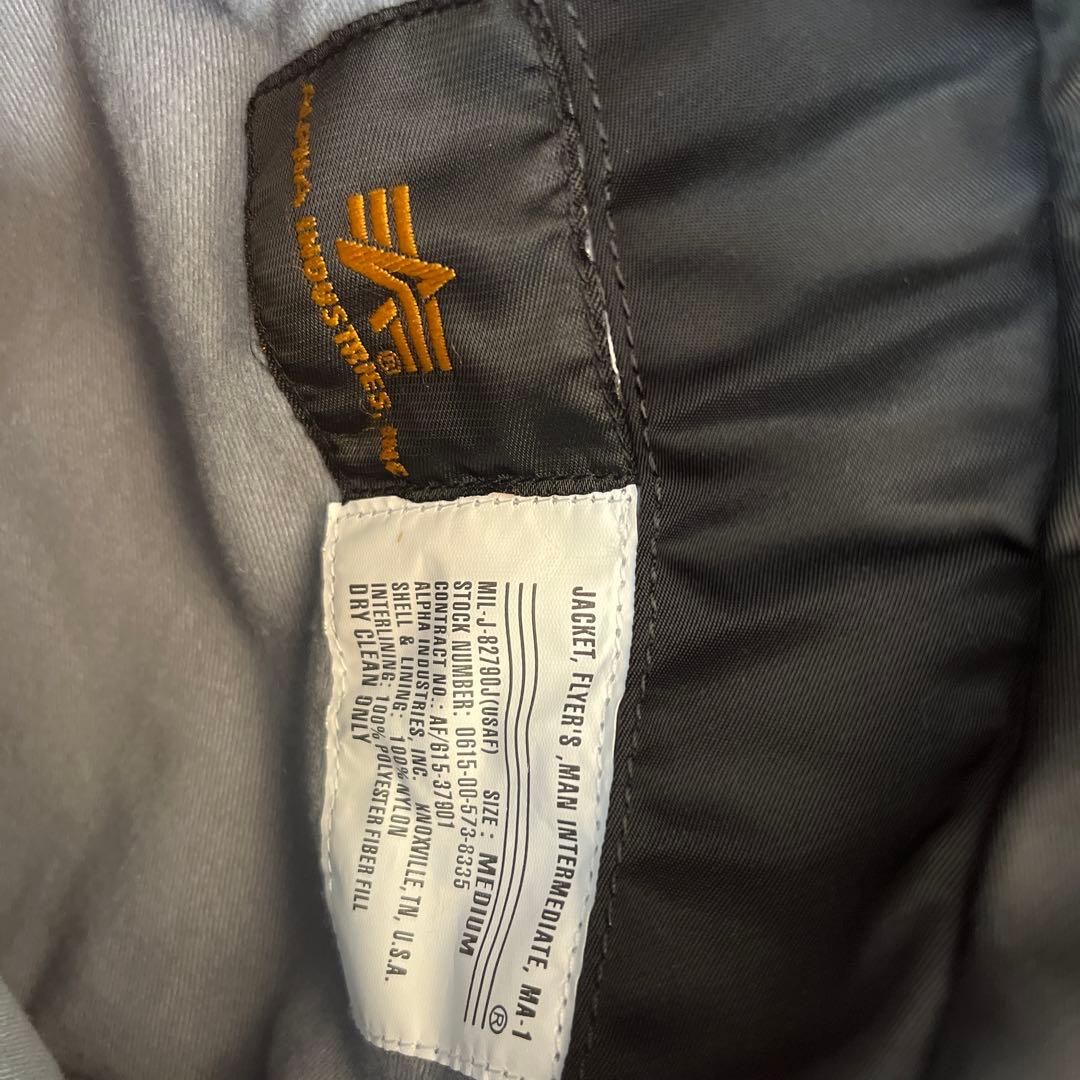 ALPHA INDUSTRIES, INC
®
JACKET, FLYER'S, MAN INTERMEDIATE, MA-1
®
MIL-J-82790J(USAF) SIZE: MEDIUM
STOCK NUMBER: 0615-00-573-8335
CONTRACT NO.: AF/615-37901
ALPHA INDUSTRIES, INC. KNOXVILLE, TN, U.S.A.
SHELL & LINING: 100% NYLON
INTERLINING: 100% POLYESTER FIBER FILL
DRY CLEAN ONLY